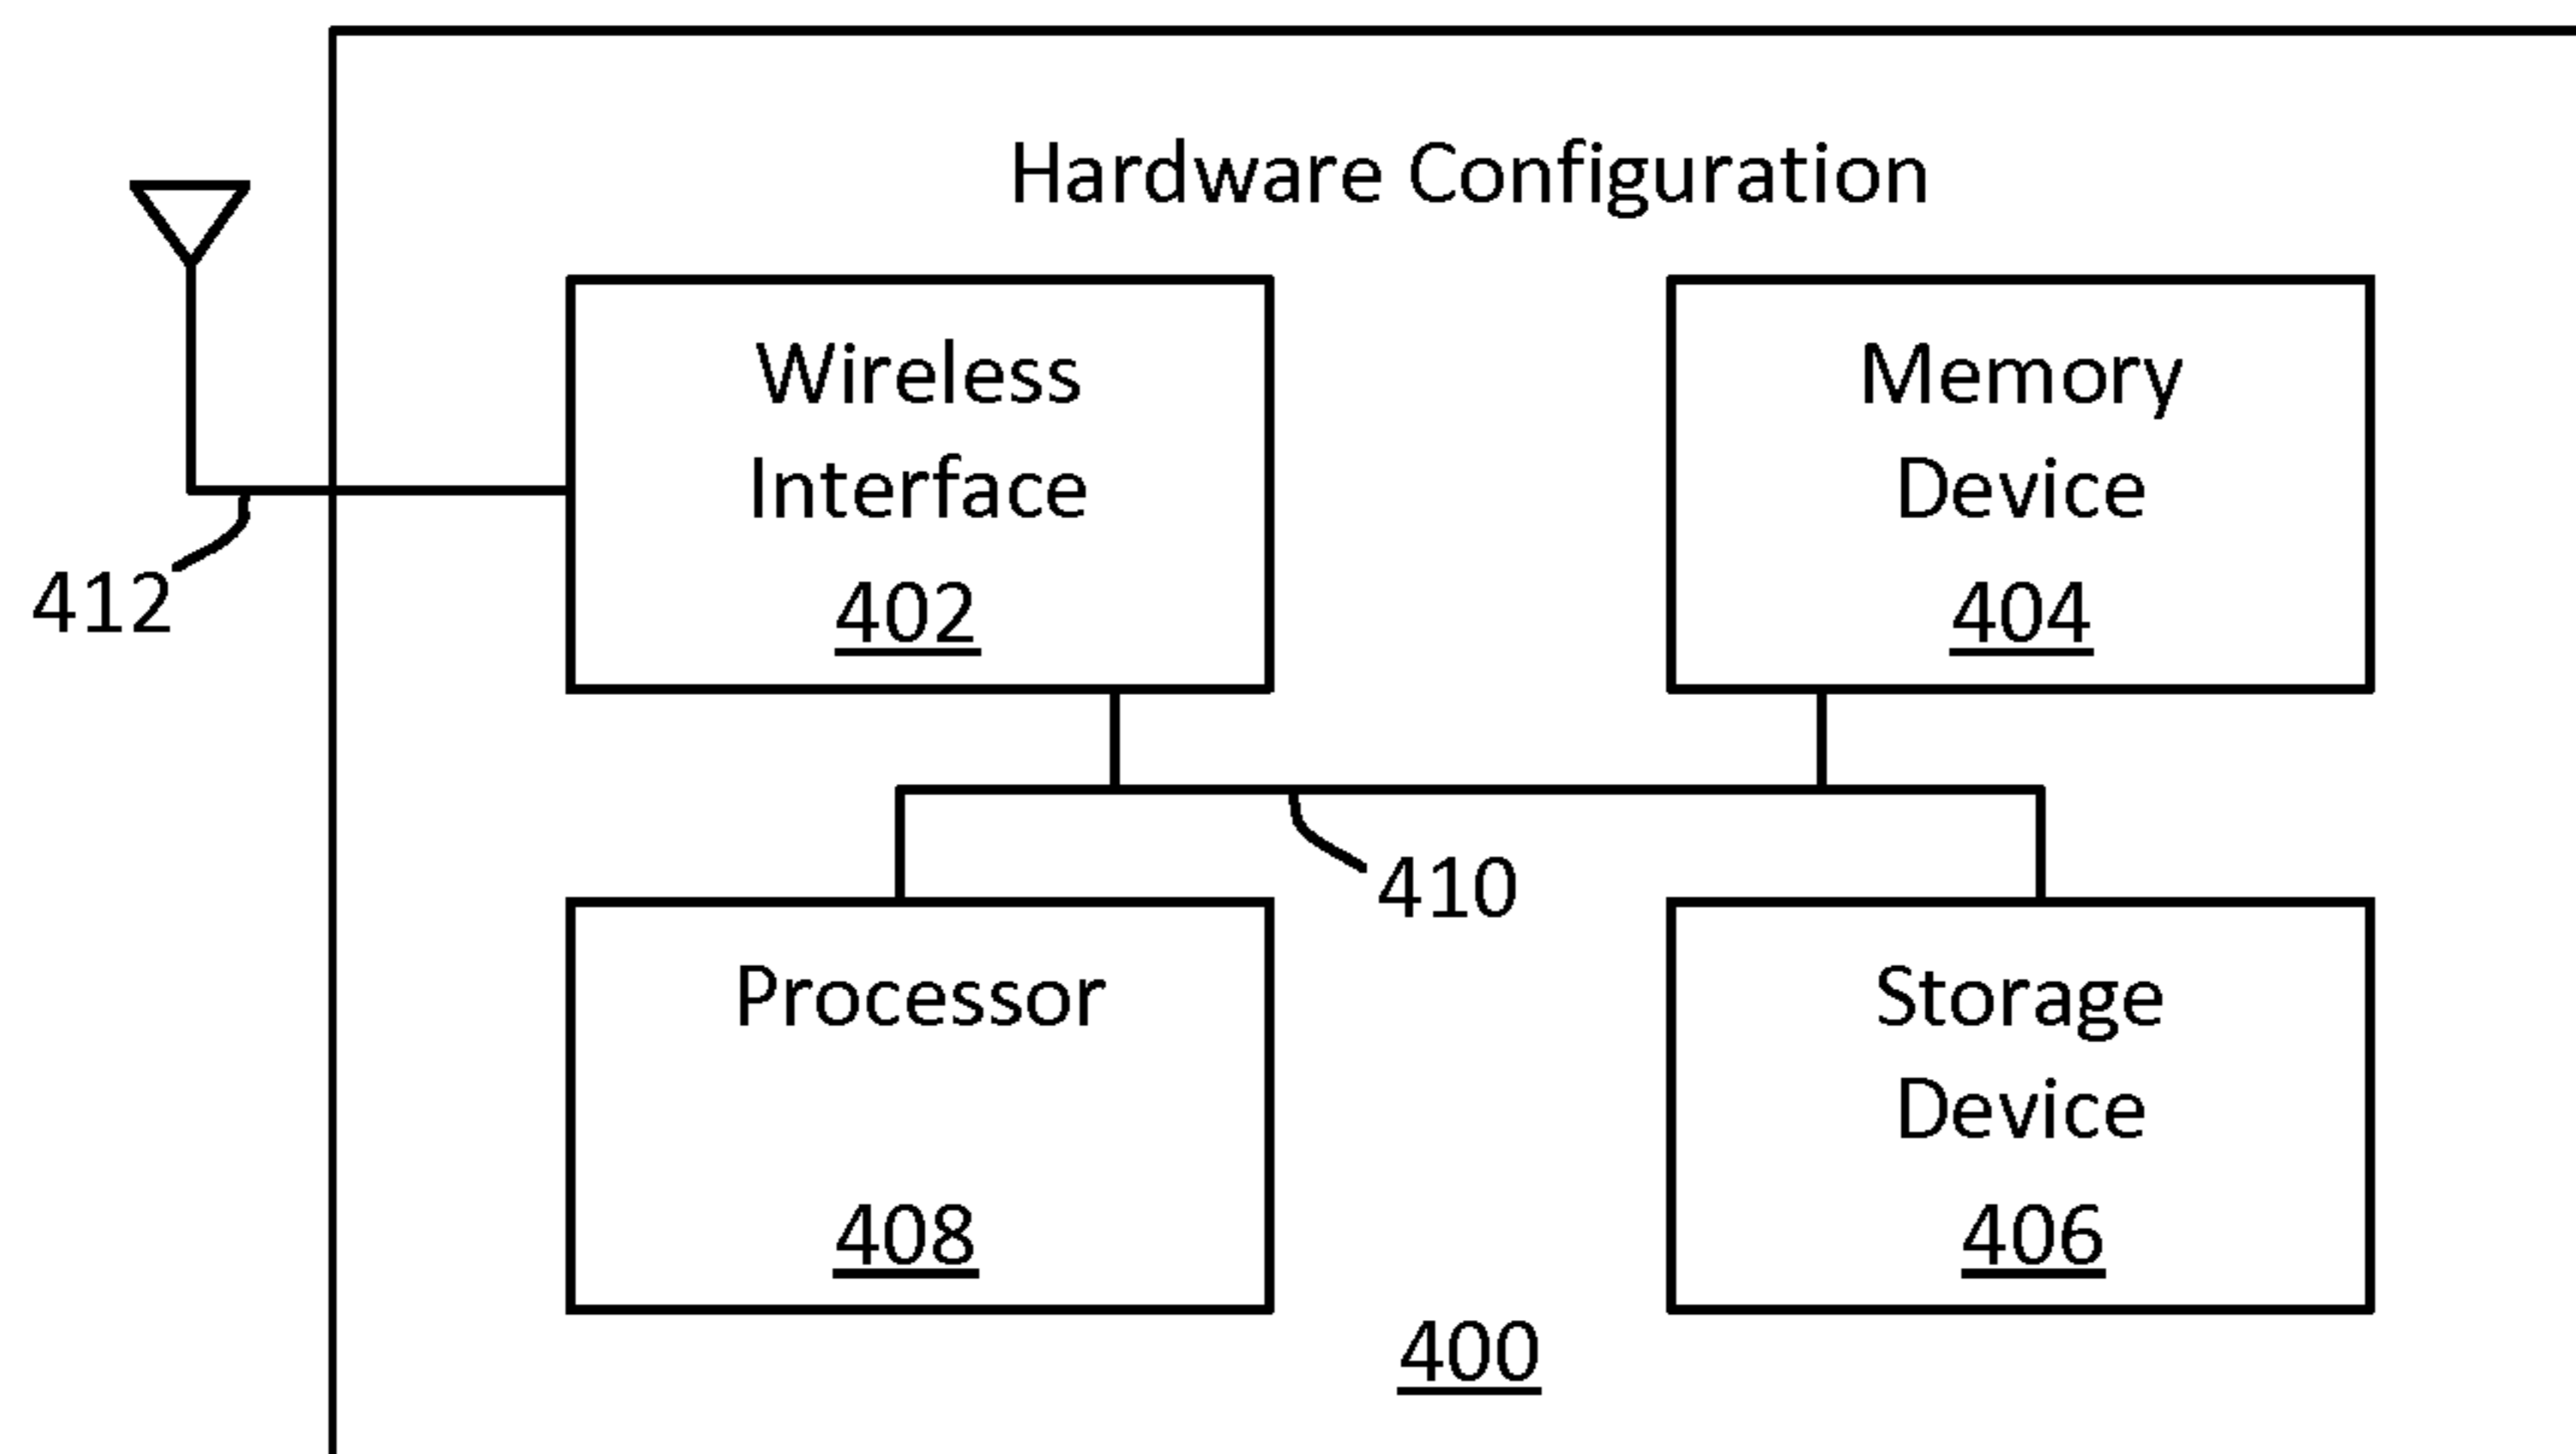 Hardware Configuration
Wireless
Interface
402
Memory
Device
404
412
410
Processor
408
Storage
Device
406
400